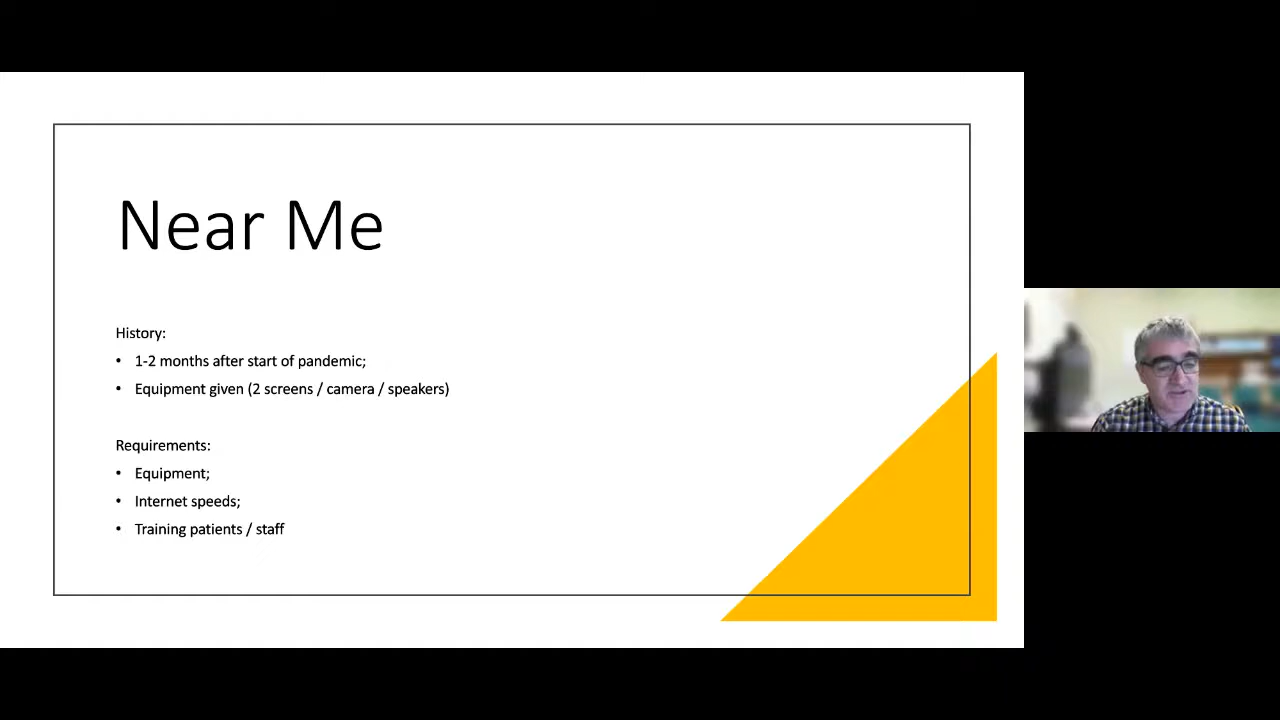 Near Me
History:
• 1-2 months after start of pandemic;
• Equipment given (2 screens / camera / speakers)
Requirements:
• Equipment;
• Internet speeds;
• Training patients / staff